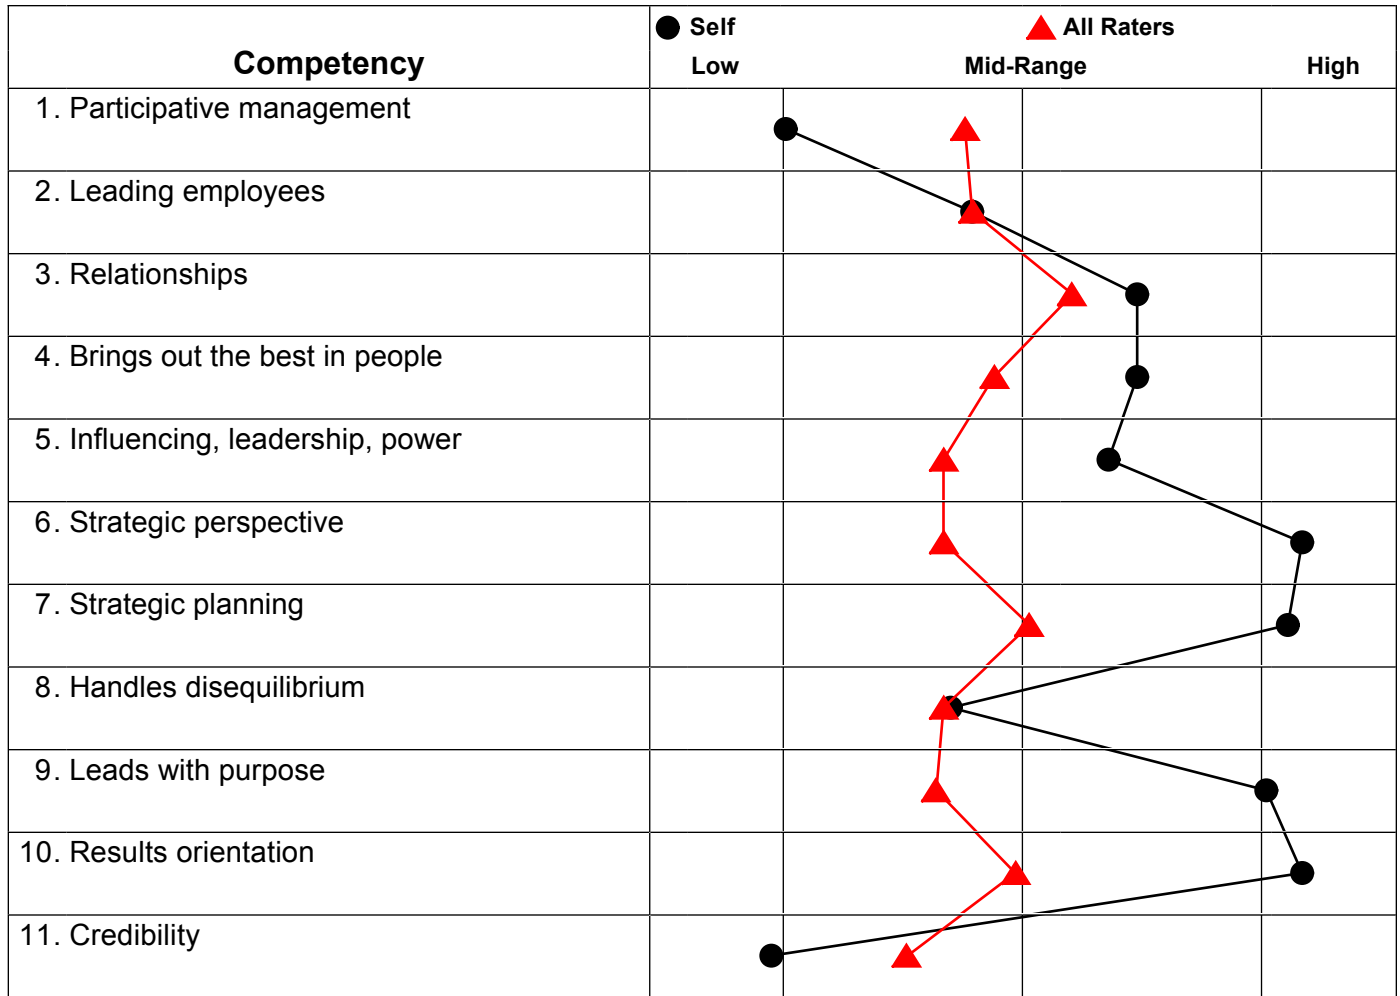 Self All Raters
Competency Low Mid-Range High
1. Participative management
2. Leading employees
3. Relationships
4. Brings out the best in people
5. Influencing, leadership, power
6. Strategic perspective
7. Strategic planning
8. Handles disequilibrium
9. Leads with purpose
10. Results orientation
11. Credibility